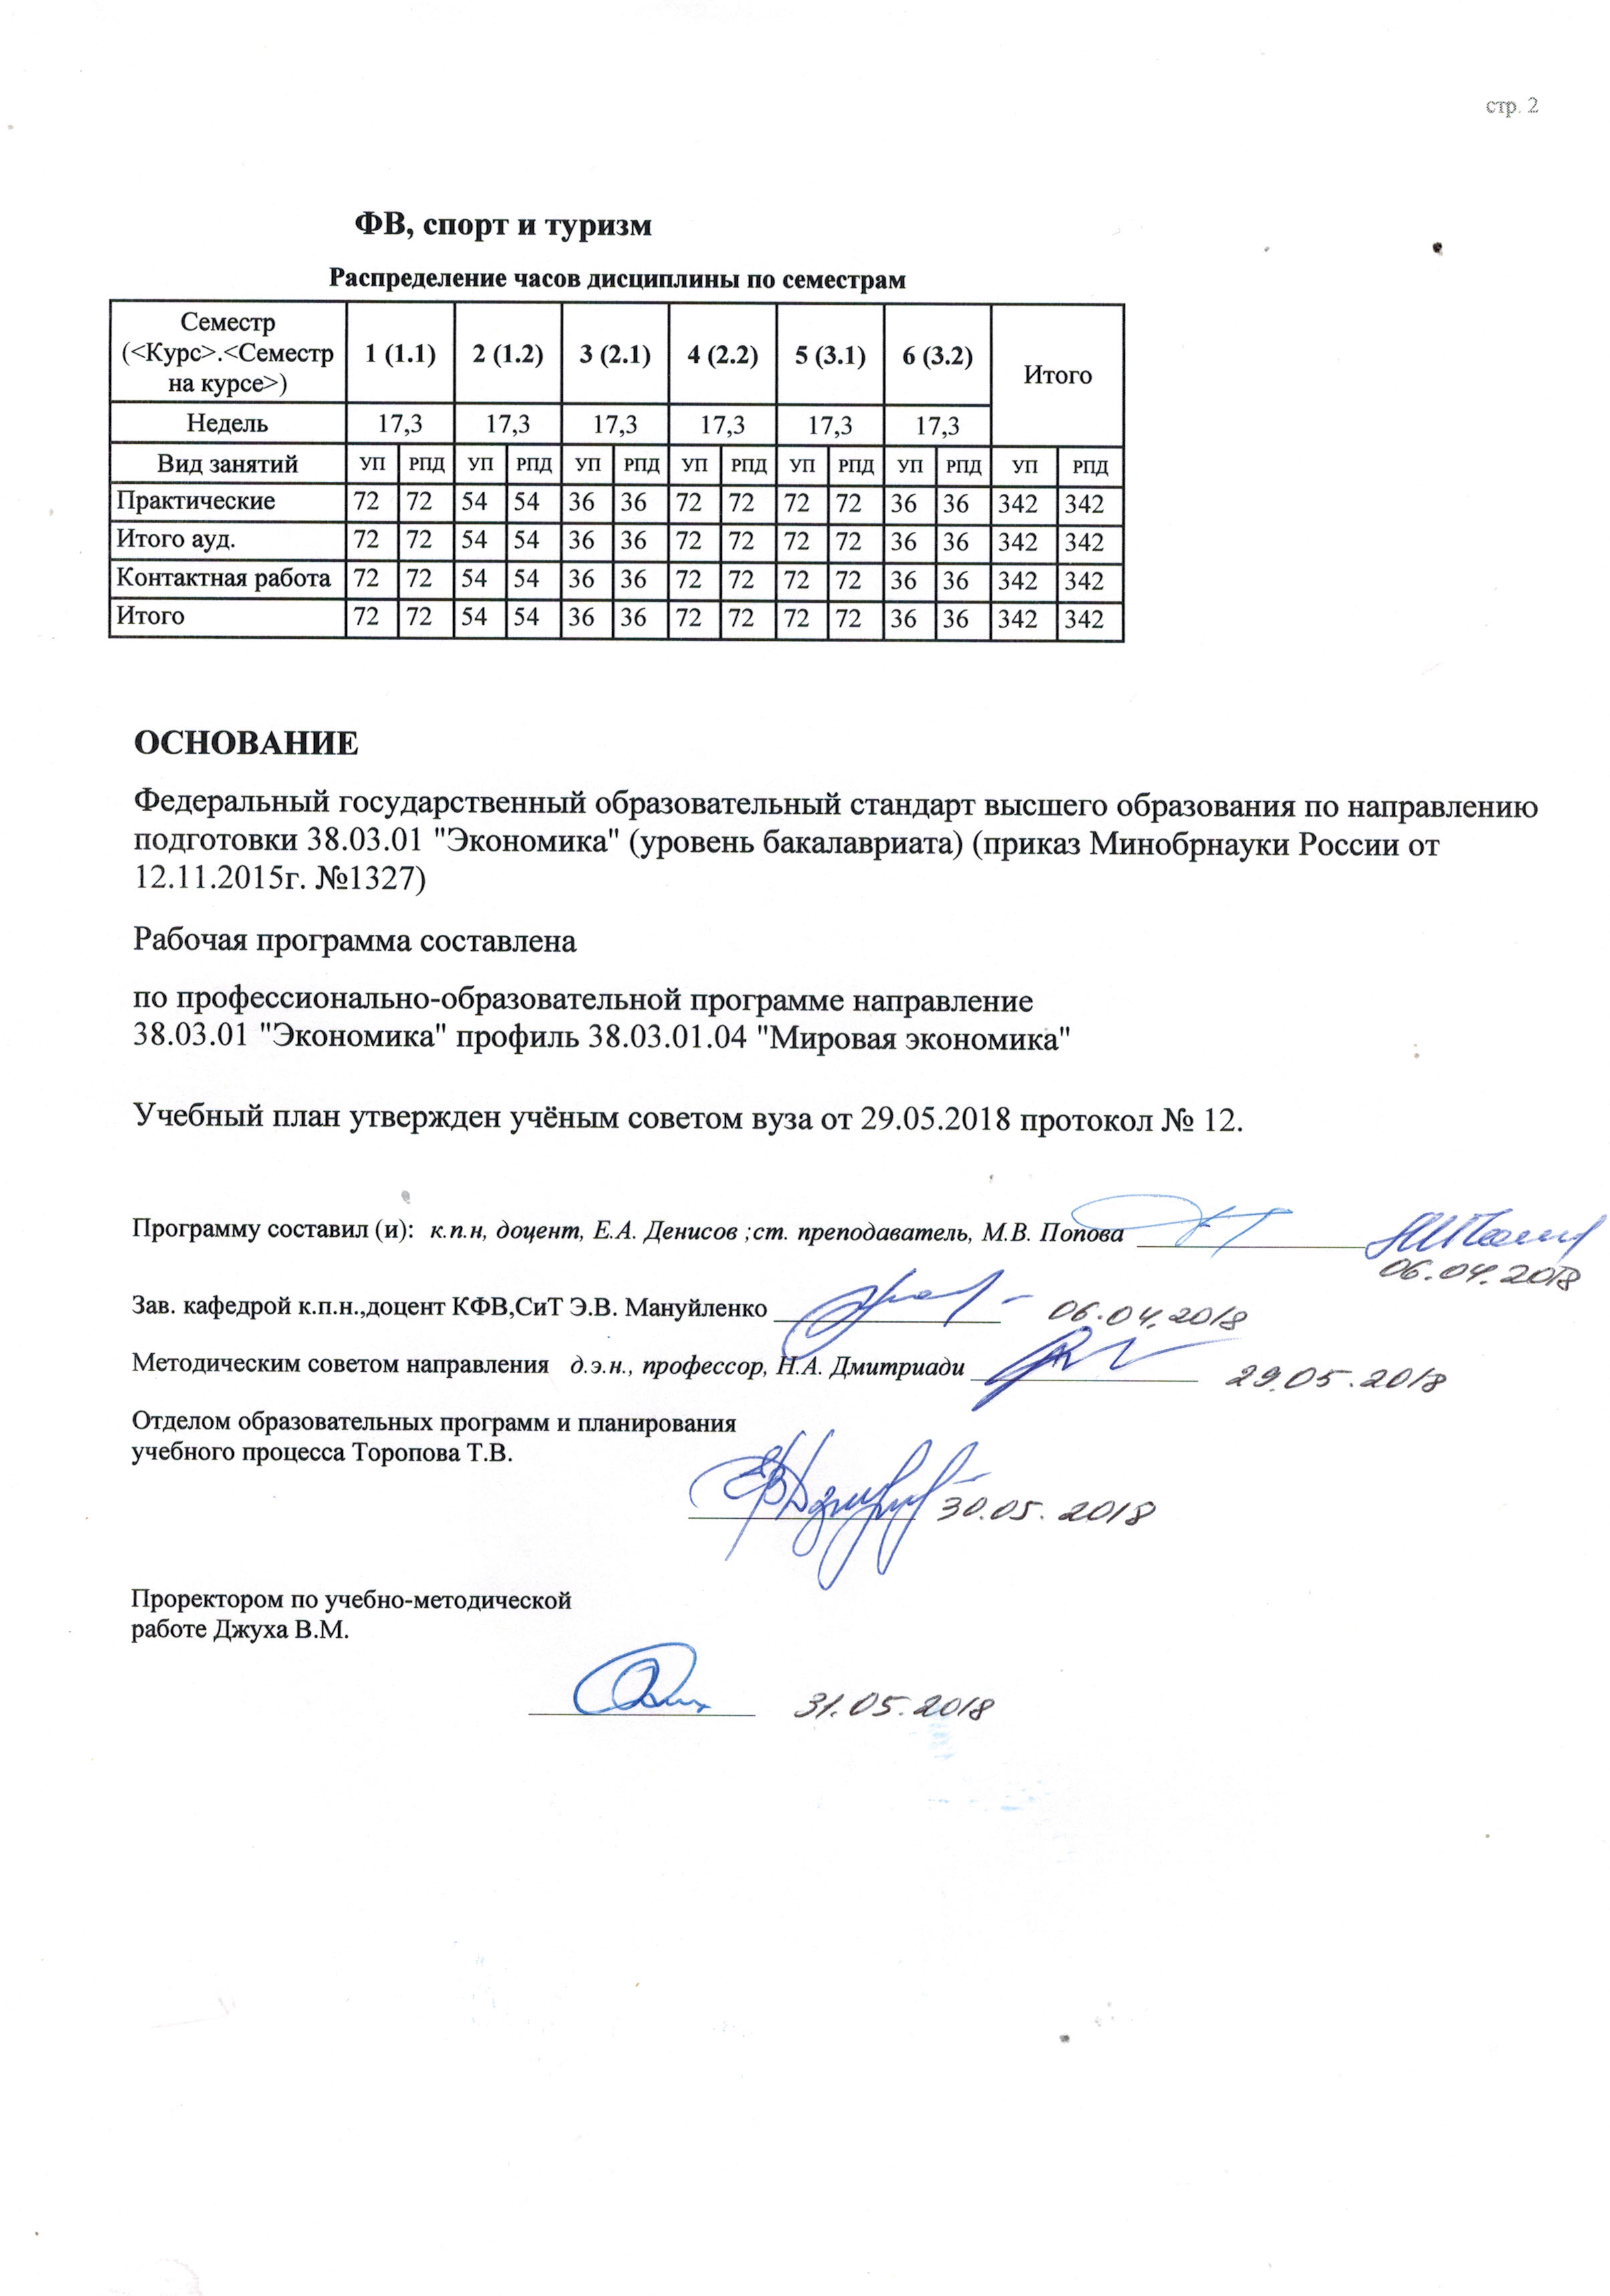 стр. 2
ФВ, спорт и туризм
Распределение часов дисциплины по семестрам
Семестр (<Курс>.<Семестр на курсе>) 1 (1.1) 2 (1.2) 3 (2.1) 4 (2.2) 5 (3.1) 6 (3.2) Итого
Недель 17,3 17,3 17,3 17,3 17,3 17,3
Вид занятий УП РПД УП РПД УП РПД УП РПД УП РПД УП РПД УП РПД
Практические 72 72 54 54 36 36 72 72 72 72 36 36 342 342
Итого ауд. 72 72 54 54 36 36 72 72 72 72 36 36 342 342
Контактная работа 72 72 54 54 36 36 72 72 72 72 36 36 342 342
Итого 72 72 54 54 36 36 72 72 72 72 36 36 342 342
ОСНОВАНИЕ
Федеральный государственный образовательный стандарт высшего образования по направлению
подготовки 38.03.01 "Экономика" (уровень бакалавриата) (приказ Минобрнауки России от
12.11.2015г. №1327)
Рабочая программа составлена
по профессионально-образовательной программе направление
38.03.01 "Экономика" профиль 38.03.01.04 "Мировая экономика"
Учебный план утвержден учёным советом вуза от 29.05.2018 протокол № 12.
Программу составил (и): к.п.н, доцент, Е.А. Денисов ;ст. преподаватель, М.В. Попова
06.04.2018
Зав. кафедрой к.п.н.,доцент КФВ,СиТ Э.В. Мануйленко 06.04.2018
Методическим советом направления д.э.н., профессор, Н.А. Дмитриади 29.05.2018
Отделом образовательных программ и планирования
учебного процесса Торопова Т.В.
30.05.2018
Проректором по учебно-методической
работе Джуха В.М.
31.05.2018